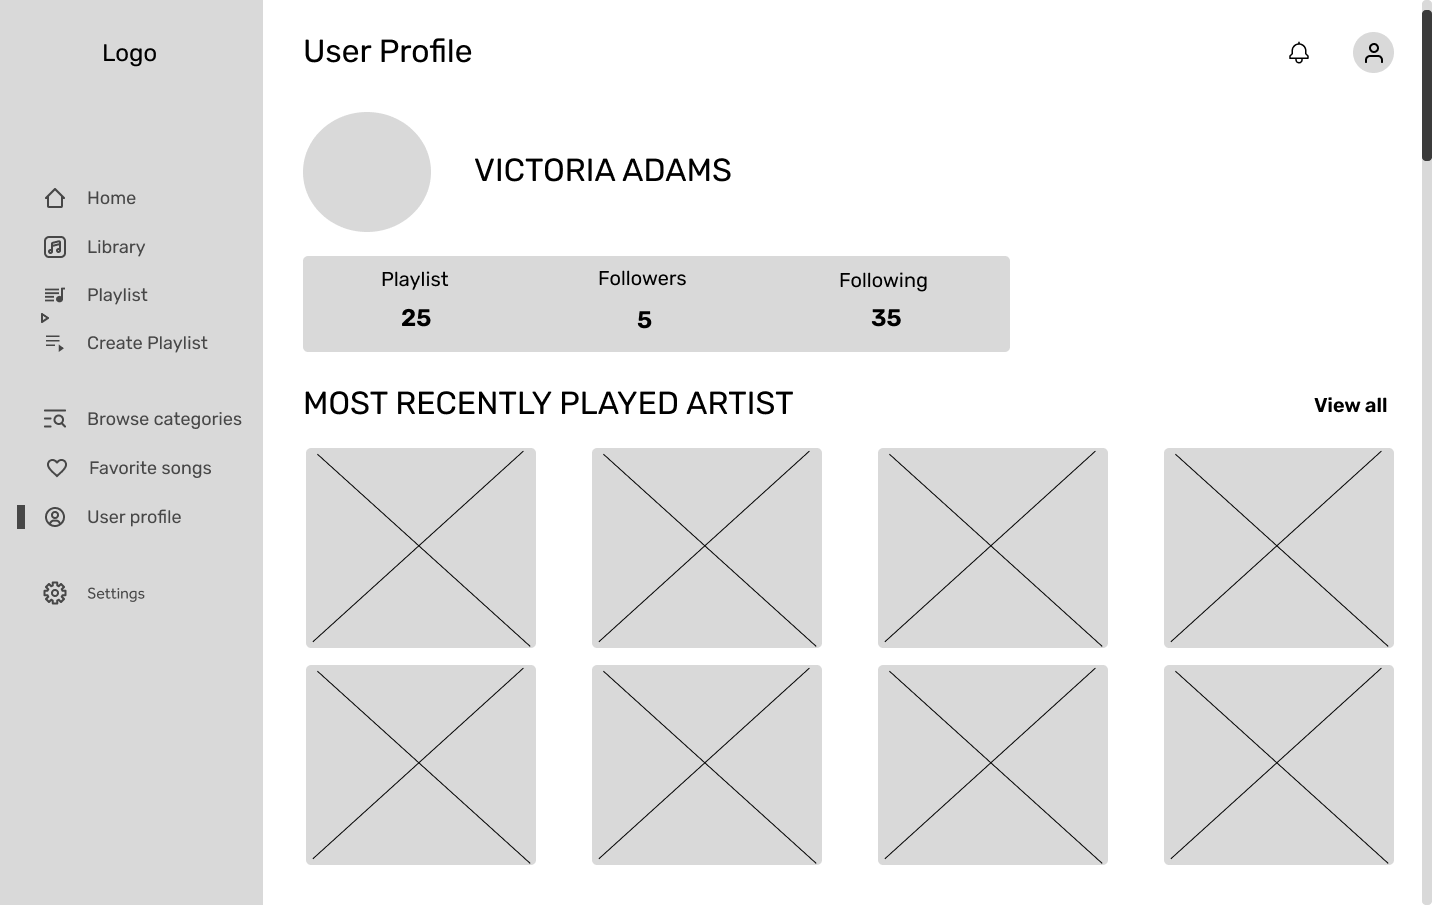 Logo
Home
Library
Playlist
Create Playlist
Browse categories
Favorite songs
User profile
Settings
User Profile
VICTORIA ADAMS
Playlist
25
Followers
5
Following
35
MOST RECENTLY PLAYED ARTIST
View all